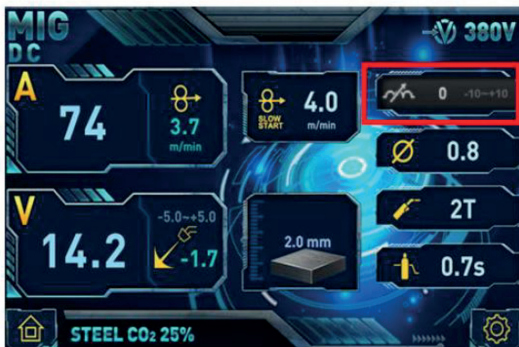 MIG
DC
380V
A
74
3.7
m/min
SLOW
START
4.0
m/min
0 -10~+10
0.8
V
14.2
-5.0~+5.0
-1.7
2.0 mm
2T
0.7s
STEEL CO₂ 25%